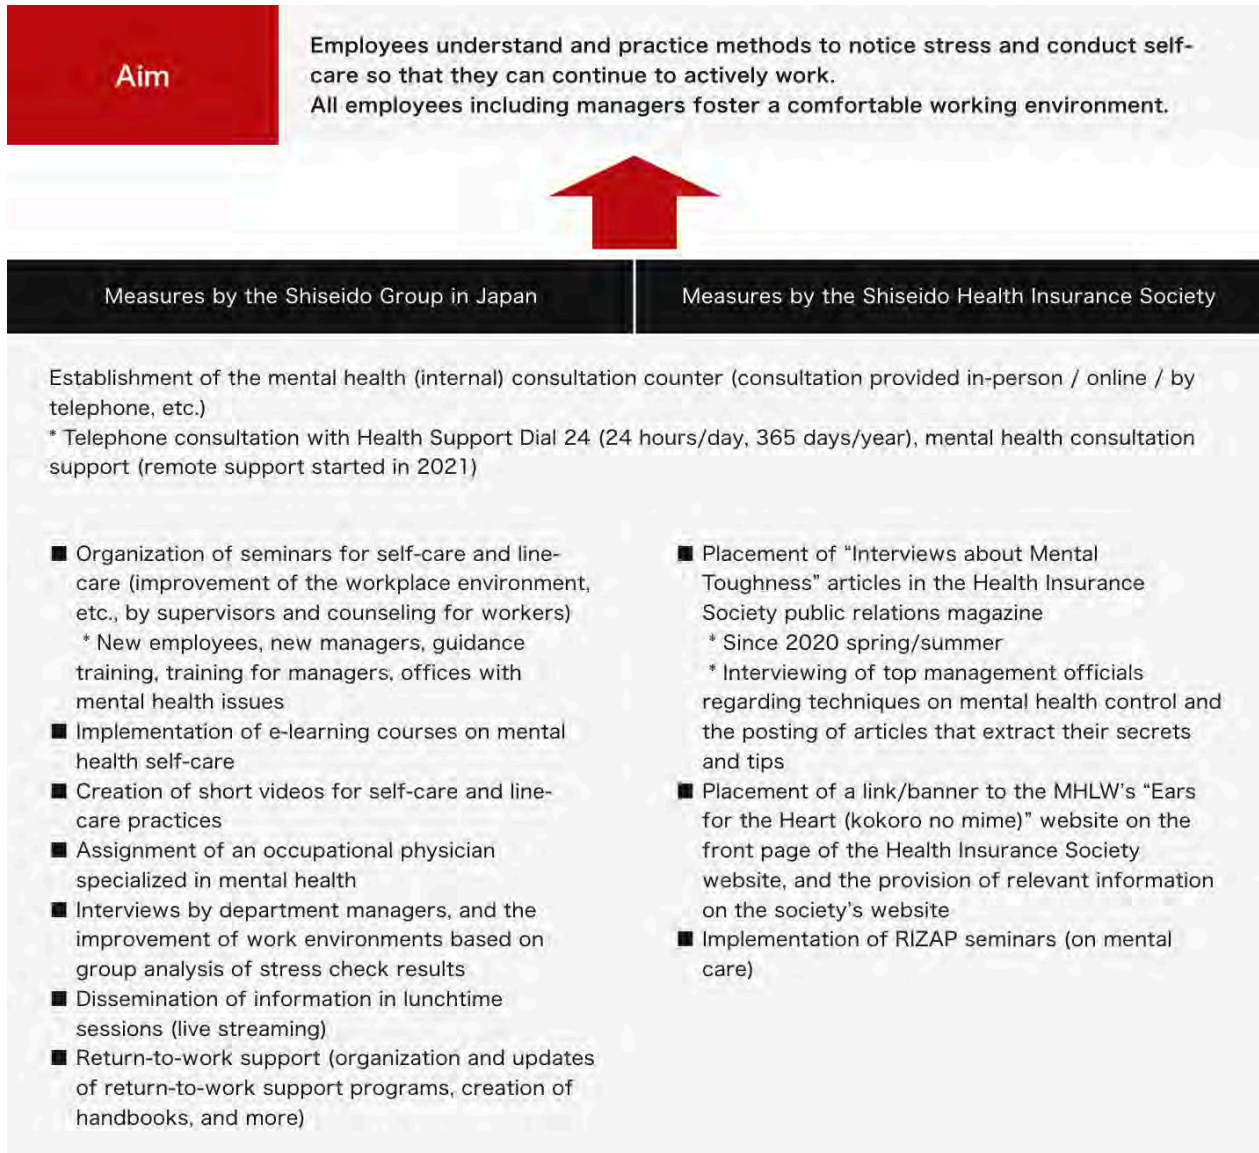 Aim
Employees understand and practice methods to notice stress and conduct self-
care so that they can continue to actively work.
All employees including managers foster a comfortable working environment.
Measures by the Shiseido Group in Japan
Measures by the Shiseido Health Insurance Society
Establishment of the mental health (internal) consultation counter (consultation provided in-person / online / by
telephone, etc.)
* Telephone consultation with Health Support Dial 24 (24 hours/day, 365 days/year), mental health consultation
support (remote support started in 2021)
■ Organization of seminars for self-care and line-
care (improvement of the workplace environment,
etc., by supervisors and counseling for workers)
* New employees, new managers, guidance
training, training for managers, offices with
mental health issues
■ Implementation of e-learning courses on mental
health self-care
■ Creation of short videos for self-care and line-
care practices
■ Assignment of an occupational physician
specialized in mental health
■ Interviews by department managers, and the
improvement of work environments based on
group analysis of stress check results
■ Dissemination of information in lunchtime
sessions (live streaming)
■ Return-to-work support (organization and updates
of return-to-work support programs, creation of
handbooks, and more)
■ Placement of “Interviews about Mental
Toughness” articles in the Health Insurance
Society public relations magazine
* Since 2020 spring/summer
* Interviewing of top management officials
regarding techniques on mental health control and
the posting of articles that extract their secrets
and tips
■ Placement of a link/banner to the MHLW’s “Ears
for the Heart (kokoro no mime)” website on the
front page of the Health Insurance Society
website, and the provision of relevant information
on the society’s website
■ Implementation of RIZAP seminars (on mental
care)